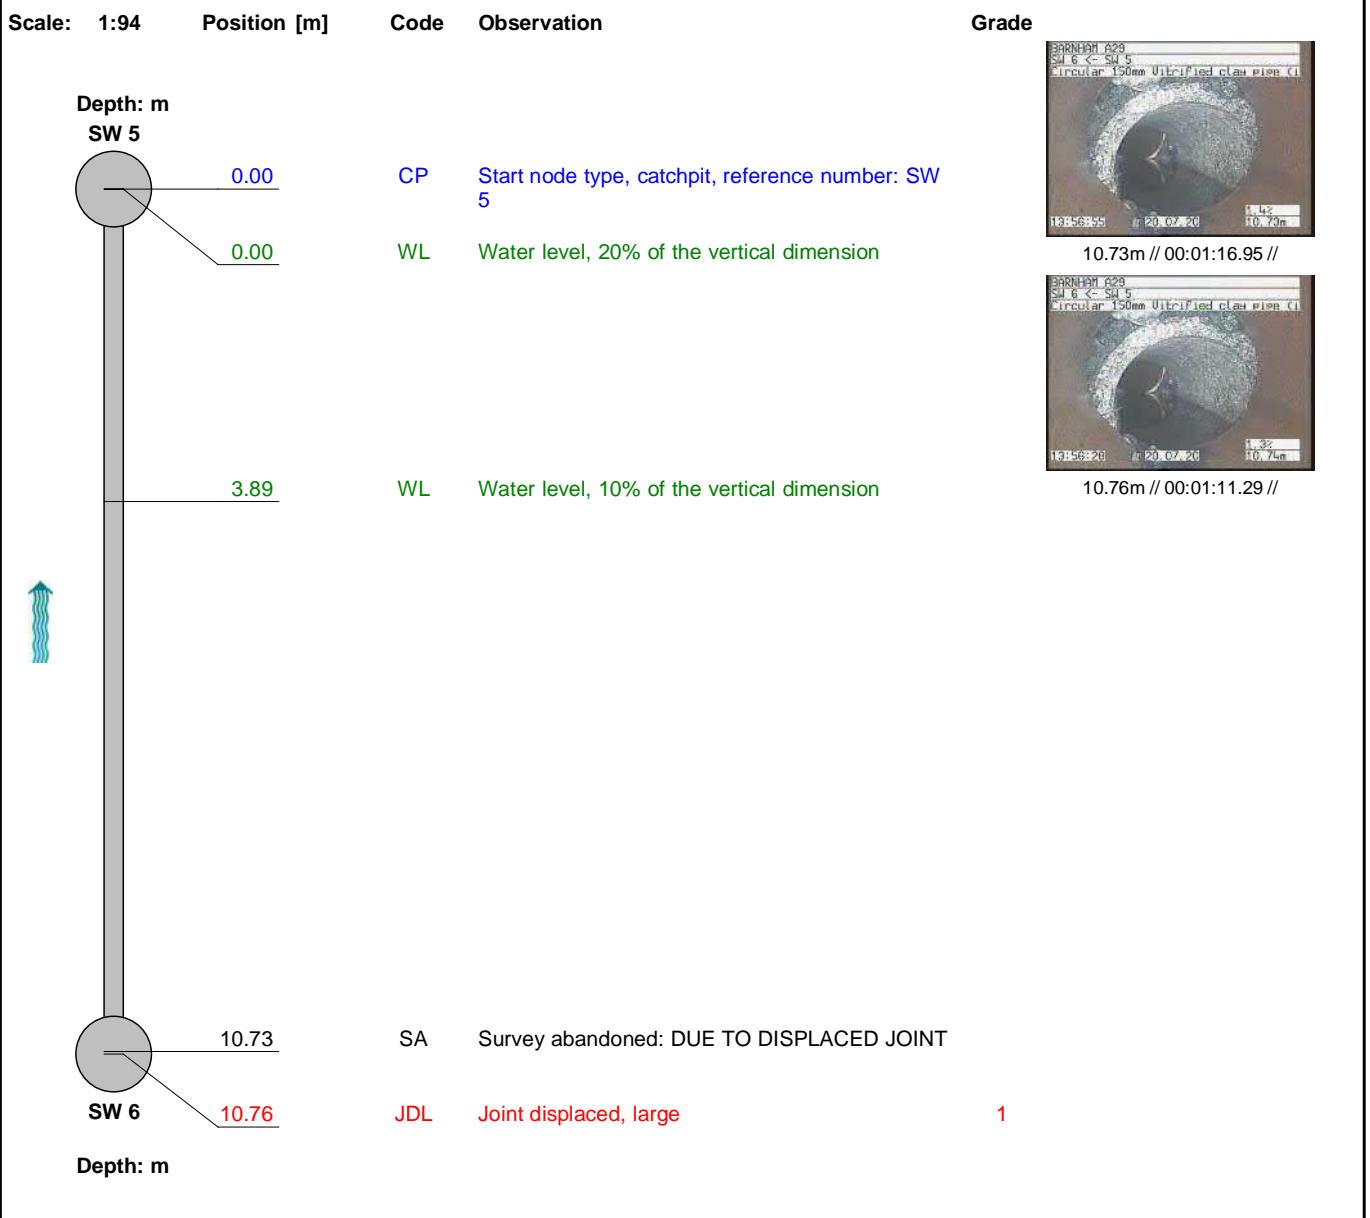 Scale: 1:94 Position [m] Code Observation Grade
Depth: m
SW 5
0.00 CP Start node type, catchpit, reference number: SW
5
0.00 WL Water level, 20% of the vertical dimension
BARNHAM A29
SW 6 <- SW 5
Circular 150mm Vitrified clay pipe (i
1.4%
13:56:55 20.07.20 10.73m
10.73m // 00:01:16.95 //
BARNHAM A29
SW 6 <- SW 5
Circular 150mm Vitrified clay pipe (i
1.3%
13:56:28 20.07.20 10.74m
10.76m // 00:01:11.29 //
3.89 WL Water level, 10% of the vertical dimension
10.73 SA Survey abandoned: DUE TO DISPLACED JOINT
SW 6
10.76 JDL Joint displaced, large 1
Depth: m